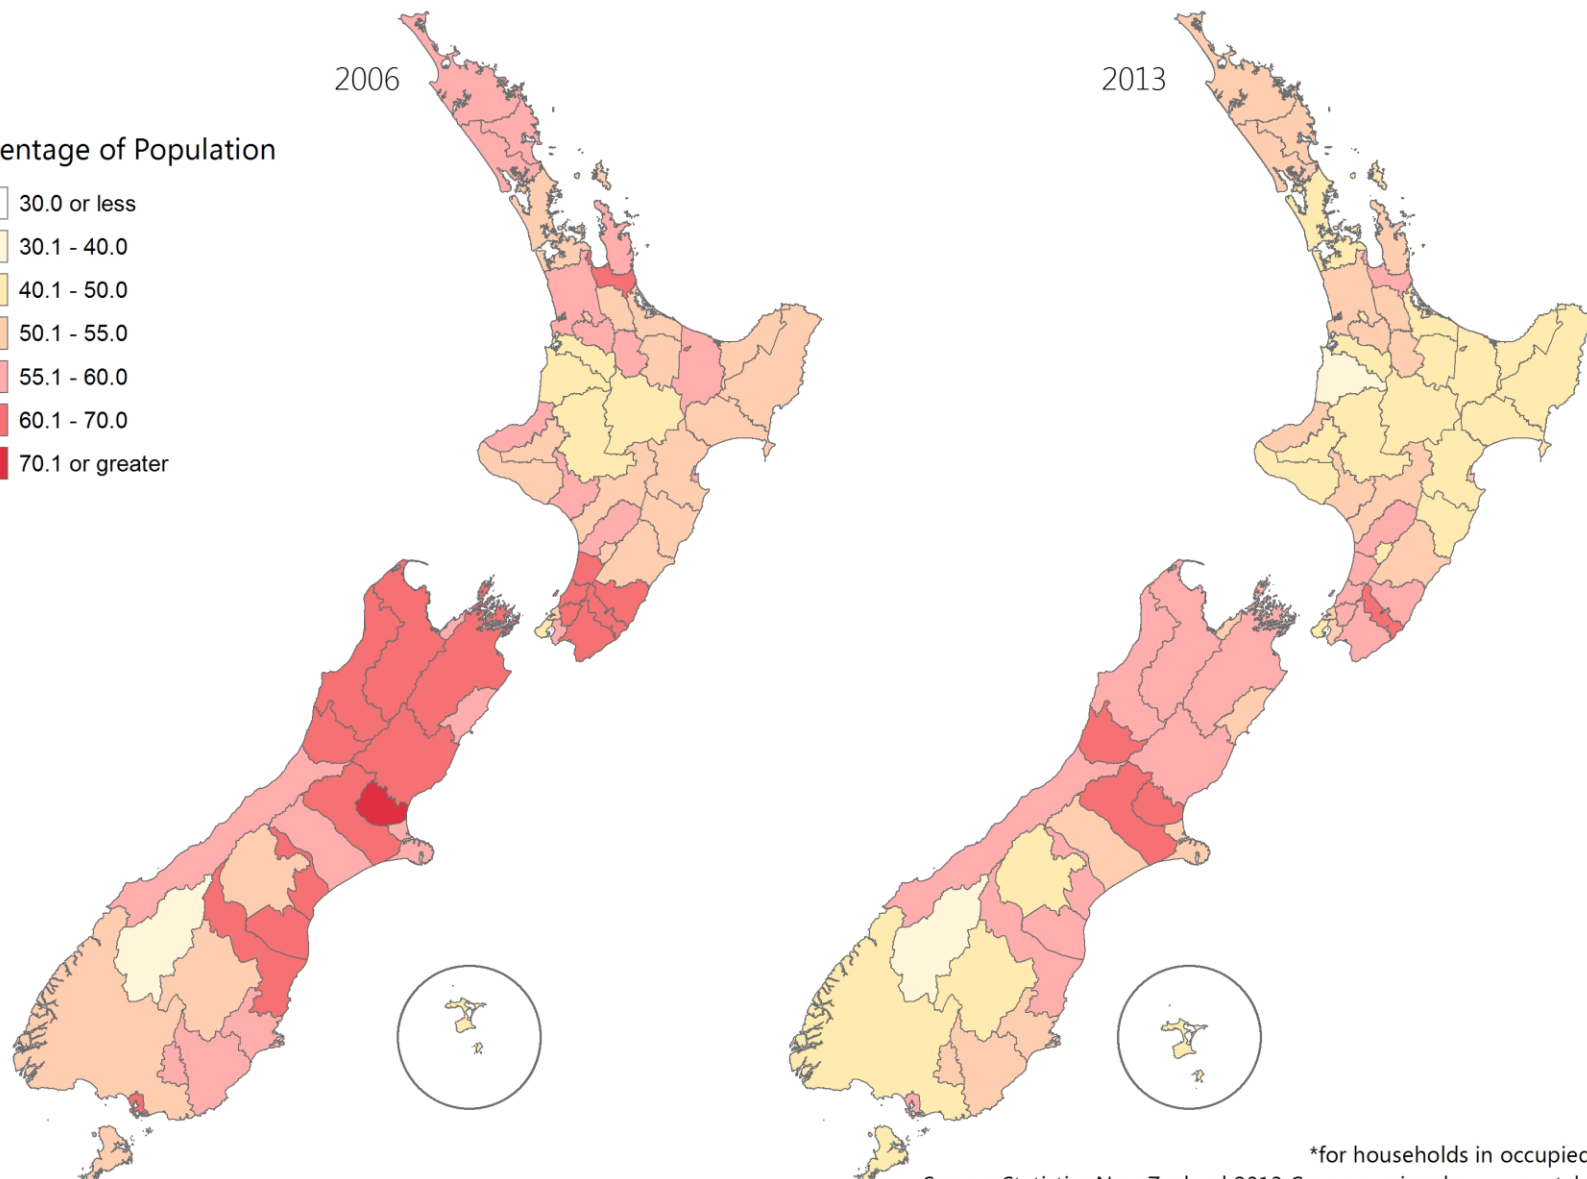 2006
2013
entage of Population
30.0 or less
30.1 - 40.0
40.1 - 50.0
50.1 - 55.0
55.1 - 60.0
60.1 - 70.0
70.1 or greater
*for households in occupied